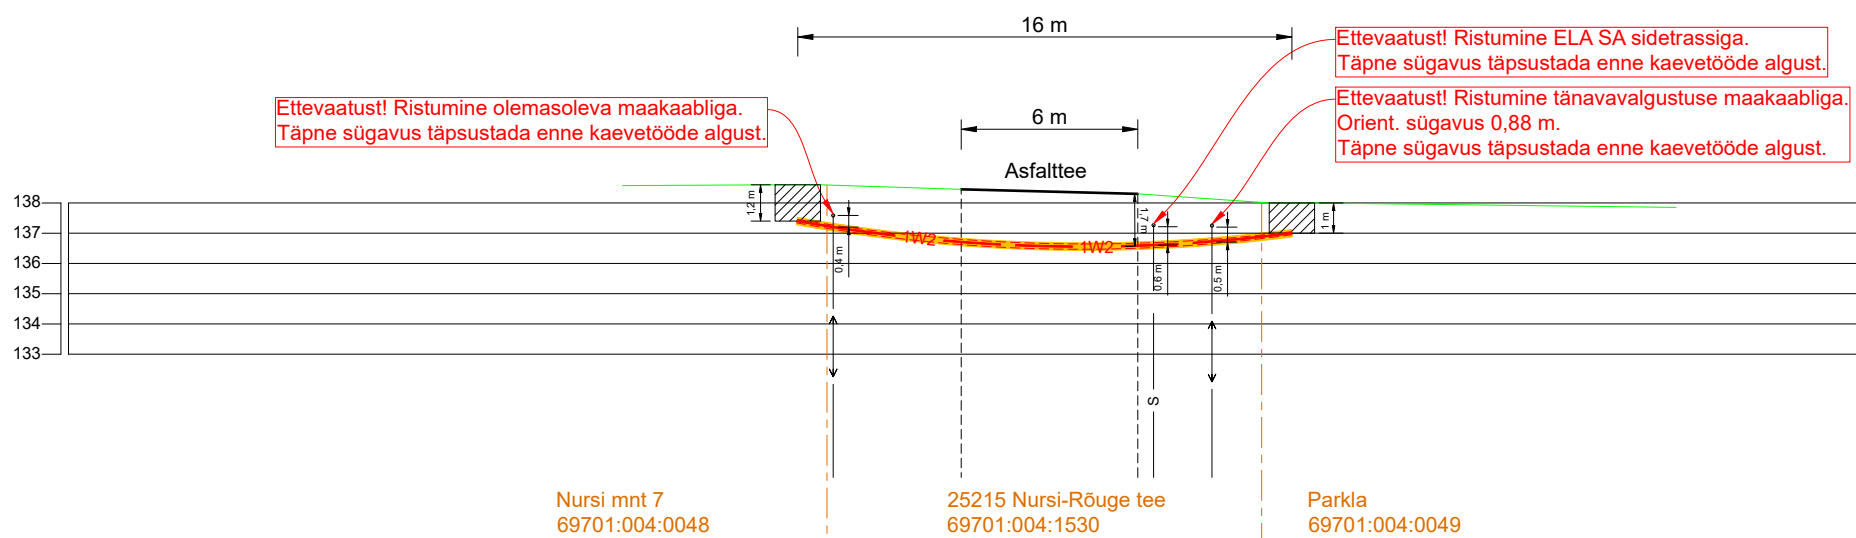 16 m
Ettevaatust! Ristumine ELA SA sidetrassiga.
Täpne sügavus täpsustada enne kaevetööde algust.
Ettevaatust! Ristumine olemasoleva maakaabliga.
Täpne sügavus täpsustada enne kaevetööde algust.
6 m
Ettevaatust! Ristumine tänavavalgustuse maakaabliga.
Orient. sügavus 0,88 m.
Täpne sügavus täpsustada enne kaevetööde algust.
Asfalttee
138
137
136
135
134
133
1,2 m
1,7 m
1 m
1W2
1W2
0,4 m
0,6 m
0,5 m
S
Nursi mnt 7
69701:004:0048
25215 Nursi-Rõuge tee
69701:004:1530
Parkla
69701:004:0049